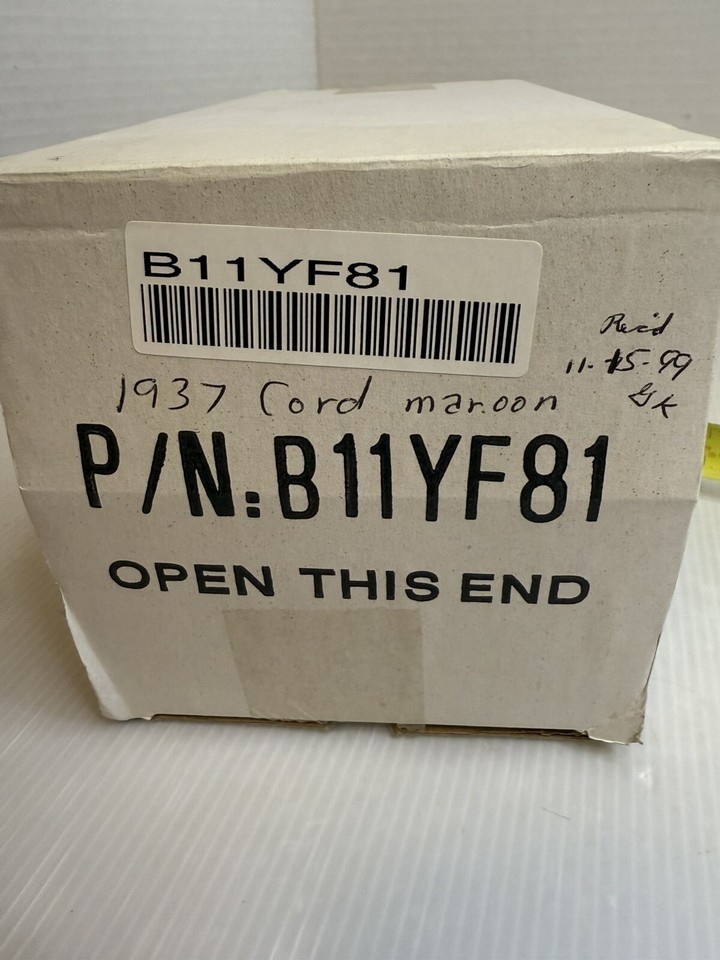 B11YF81
Rec'd
11-15-99
GK
1937 Cord maroon
P/N:B11YF81
OPEN THIS END